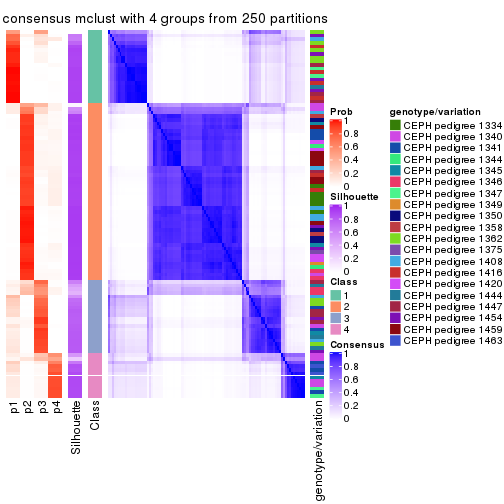 consensus mclust with 4 groups from 250 partitions
Prob
1
0.8
0.6
0.4
0.2
0
Silhouette
1
0.8
0.6
0.4
0.2
0
Class
1
2
3
4
Consensus
1
0.8
0.6
0.4
0.2
0
genotype/variation
CEPH pedigree 1334
CEPH pedigree 1340
CEPH pedigree 1341
CEPH pedigree 1344
CEPH pedigree 1345
CEPH pedigree 1346
CEPH pedigree 1347
CEPH pedigree 1349
CEPH pedigree 1350
CEPH pedigree 1358
CEPH pedigree 1362
CEPH pedigree 1375
CEPH pedigree 1408
CEPH pedigree 1416
CEPH pedigree 1420
CEPH pedigree 1444
CEPH pedigree 1447
CEPH pedigree 1454
CEPH pedigree 1459
CEPH pedigree 1463
p1
p2
p3
p4
Silhouette
Class
genotype/variation